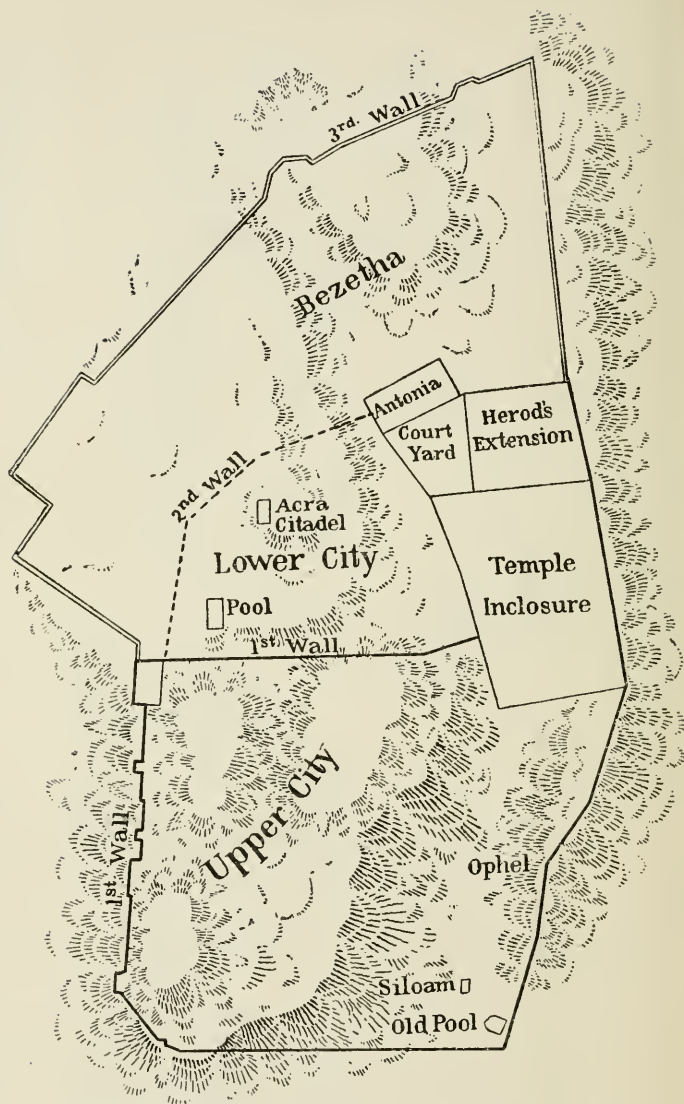 3rd. Wall
Bezetha
Antonia
Court
Yard
Herod's
Extension
2nd Wall
Acra
Citadel
Lower City
Temple
Inclosure
Pool
1st Wall
Upper City
1st Wall
Ophel
Siloam
Old Pool